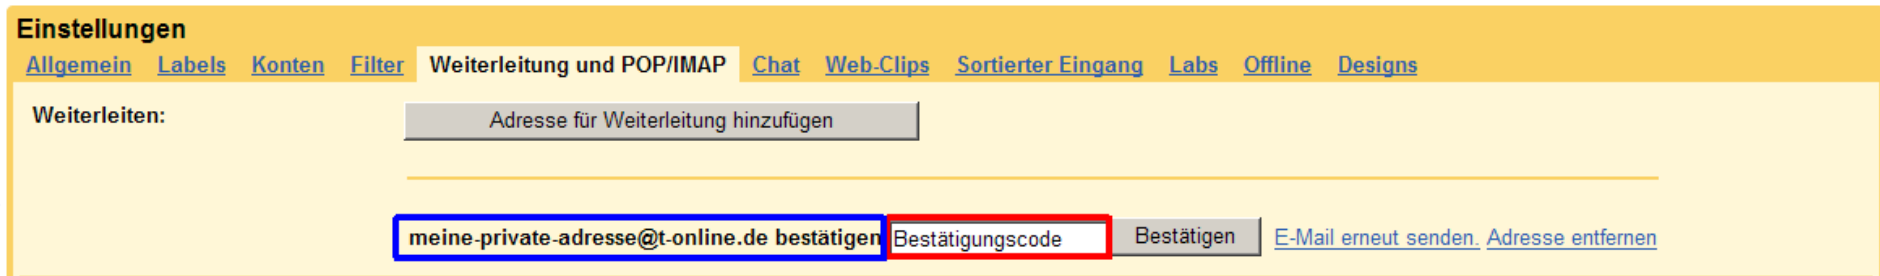 Einstellungen
Allgemein Labels Konten Filter Weiterleitung und POP/IMAP Chat Web-Clips Sortierter Eingang Labs Offline Designs
Weiterleiten: Adresse für Weiterleitung hinzufügen
meine-private-adresse@t-online.de bestätigen Bestätigungscode Bestätigen E-Mail erneut senden. Adresse entfernen